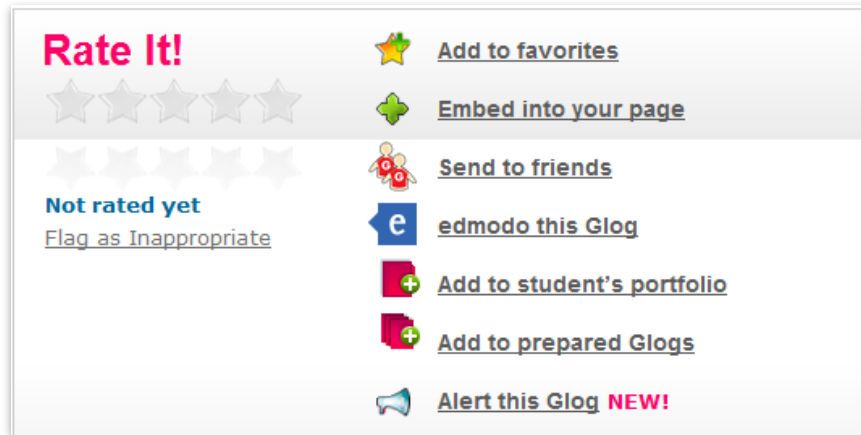 Rate It!
Not rated yet
Flag as Inappropriate
Add to favorites
Embed into your page
G
G
Send to friends
e
edmodo this Glog
Add to student’s portfolio
Add to prepared Glogs
Alert this Glog NEW!